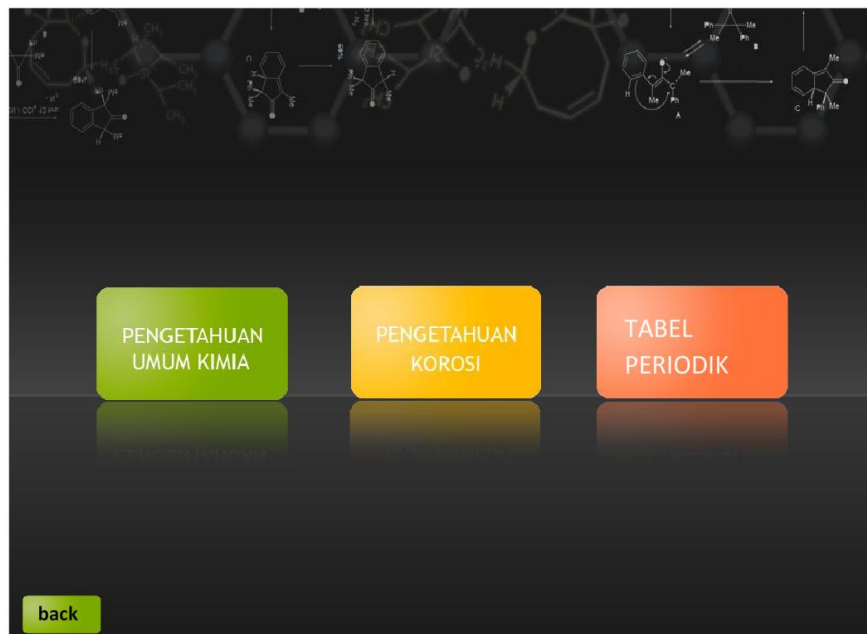 PENGETAHUAN
UMUM KIMIA
PENGETAHUAN
KOROSI
TABEL
PERIODIK
back